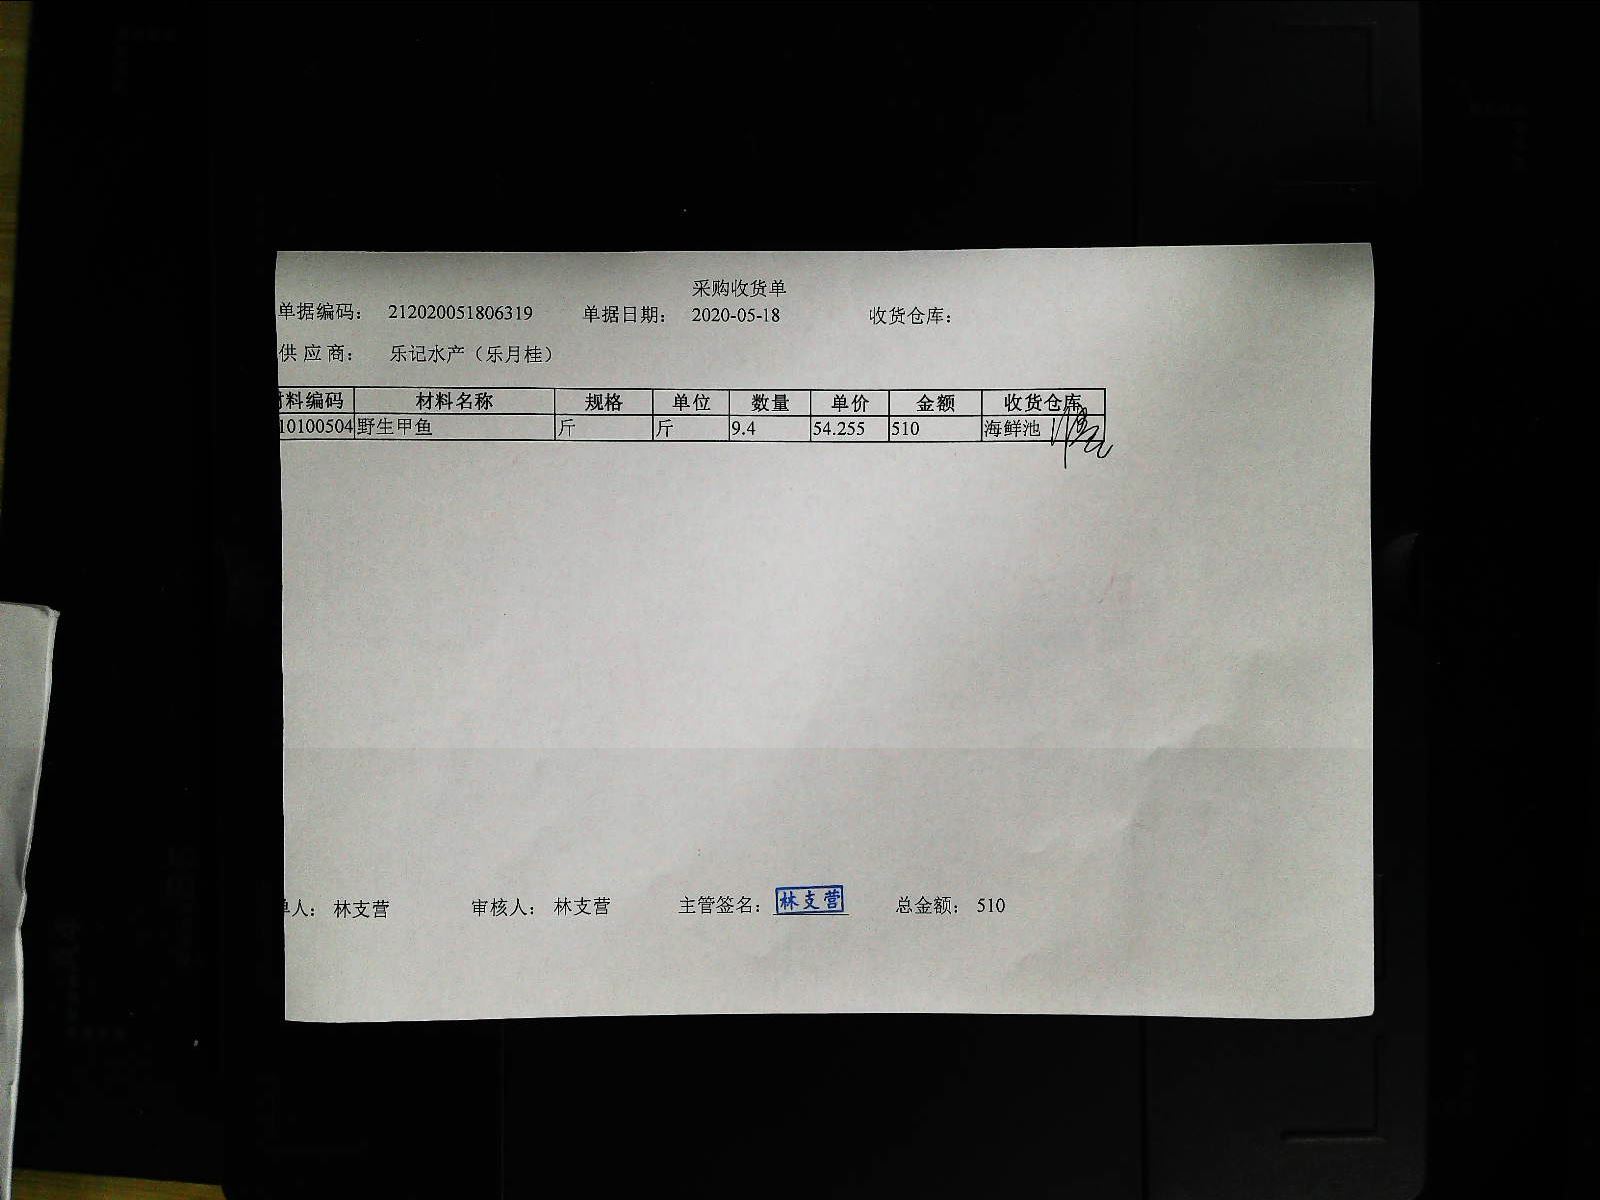 采购收货单
单据编码： 212020051806319 单据日期： 2020-05-18 收货仓库：
供 应 商： 乐记水产（乐月桂）
材料编码 材料名称 规格 单位 数量 单价 金额 收货仓库
10100504 野生甲鱼 斤 斤 9.4 54.255 510 海鲜池
单人： 林支营 审核人： 林支营 主管签名： 林支营 总金额： 510